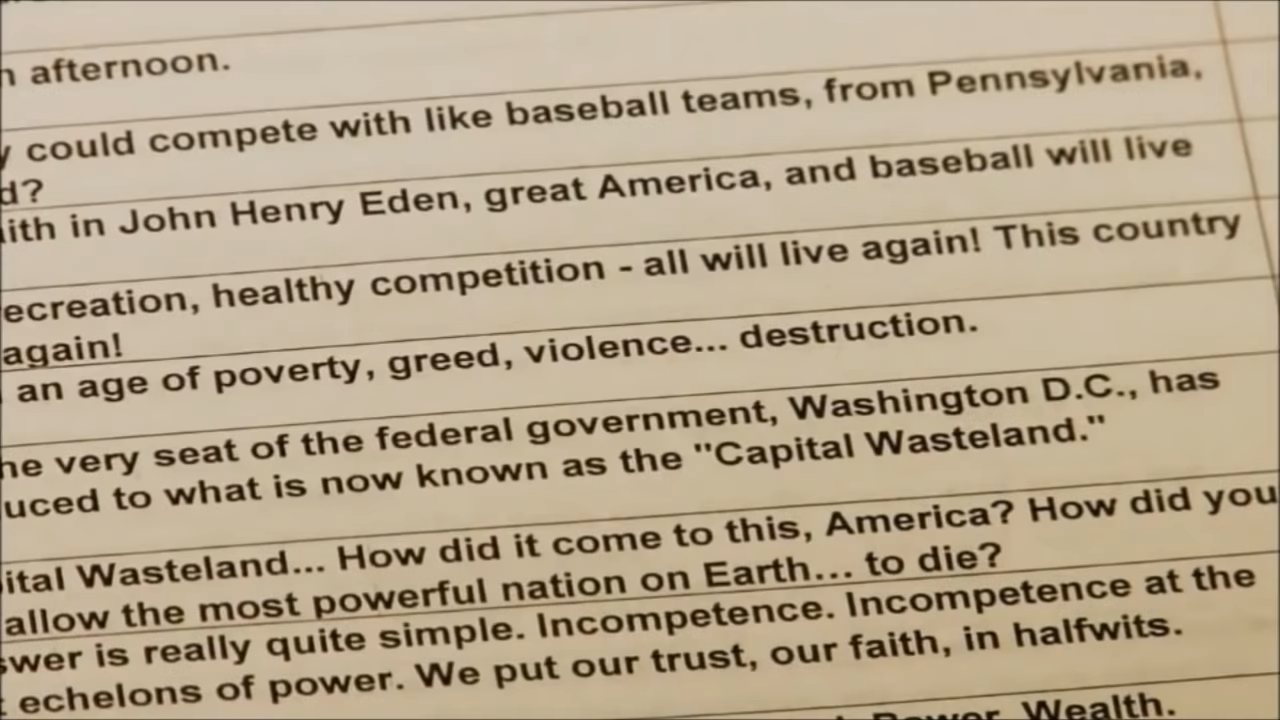 afternoon.
could compete with like baseball teams, from Pennsylvania,
d?
ith in John Henry Eden, great America, and baseball will live
ecreation, healthy competition - all will live again! This country
again!
an age of poverty, greed, violence... destruction.
he very seat of the federal government, Washington D.C., has
uced to what is now known as the "Capital Wasteland."
ital Wasteland... How did it come to this, America? How did you
allow the most powerful nation on Earth... to die?
swer is really quite simple. Incompetence. Incompetence at the
echelons of power. We put our trust, our faith, in halfwits.
Power. Wealth.